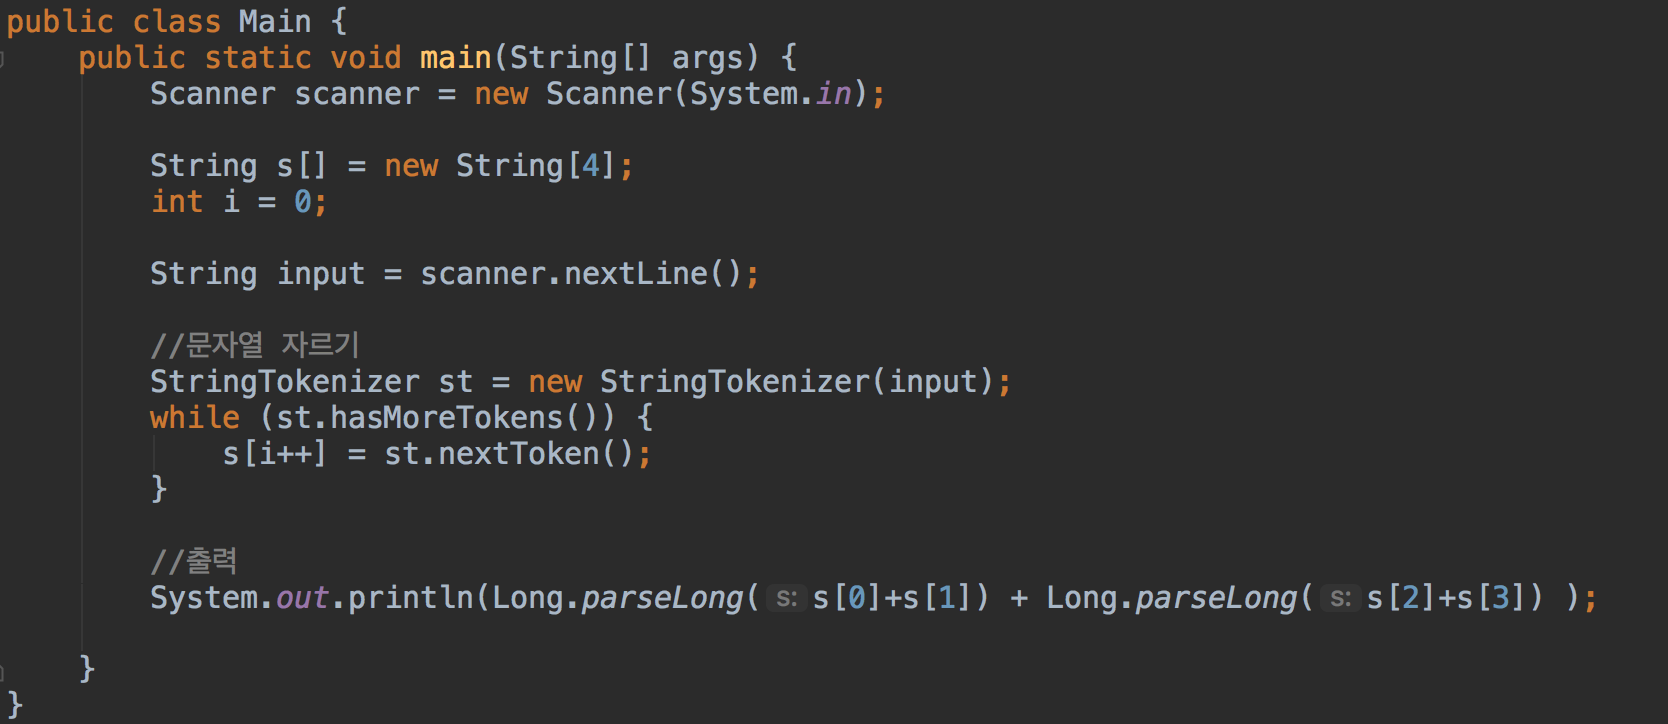 public class Main {
public static void main(String[] args) {
Scanner scanner = new Scanner(System.in);
String s[] = new String[4];
int i = 0;
String input = scanner.nextLine();
//문자열 자르기
StringTokenizer st = new StringTokenizer(input);
while (st.hasMoreTokens()) {
s[i++] = st.nextToken();
}
//출력
System.out.println(Long.parseLong( s: s[0]+s[1]) + Long.parseLong( s: s[2]+s[3]) );
}
}